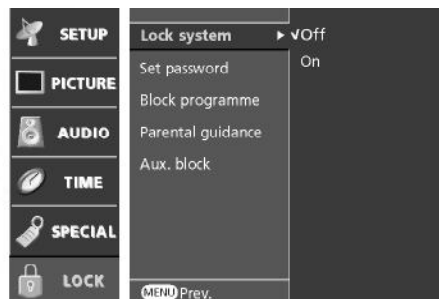 SETUP
PICTURE
AUDIO
TIME
SPECIAL
LOCK
Lock system
Set password
Block programme
Parental guidance
Aux. block
MENU Prev.
Off
On